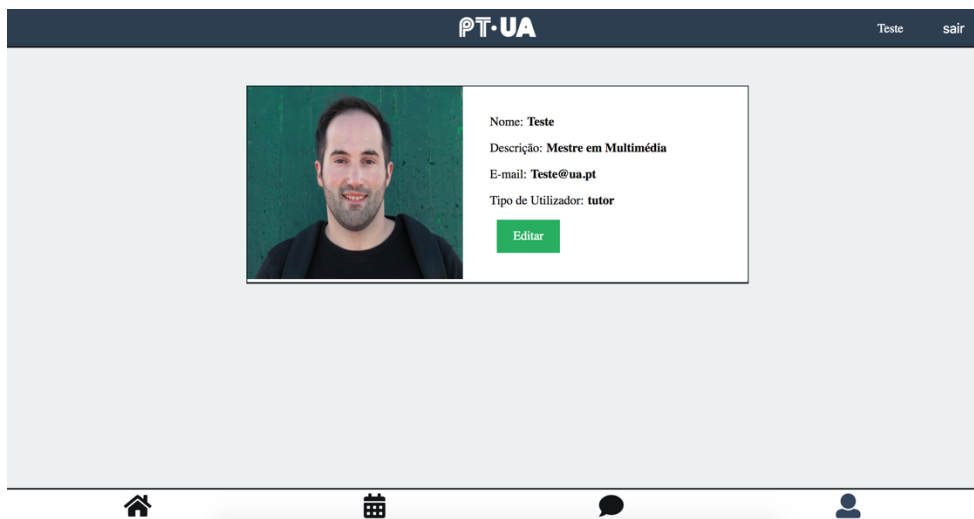 PT·UA
Teste
sair
Nome: Teste
Descrição: Mestre em Multimédia
E-mail: Teste@ua.pt
Tipo de Utilizador: tutor
Editar